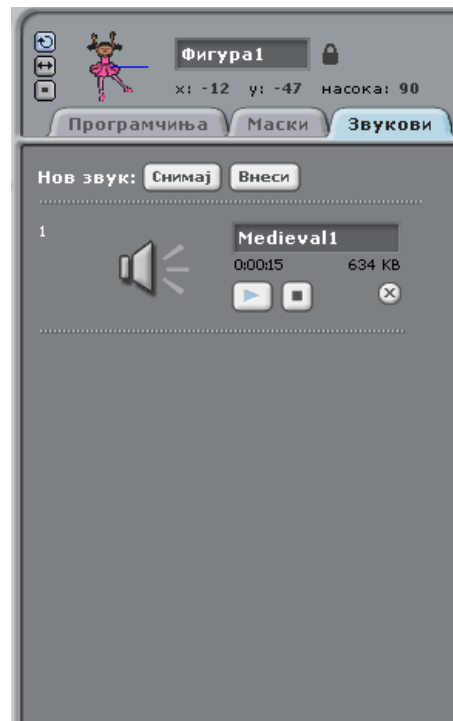 Фигура1
x: -12 y: -47 насока: 90
Програмчиња Маски Звукови
Нов звук: Снимај Внеси
1
Medieval1
0:00:15 634 KB